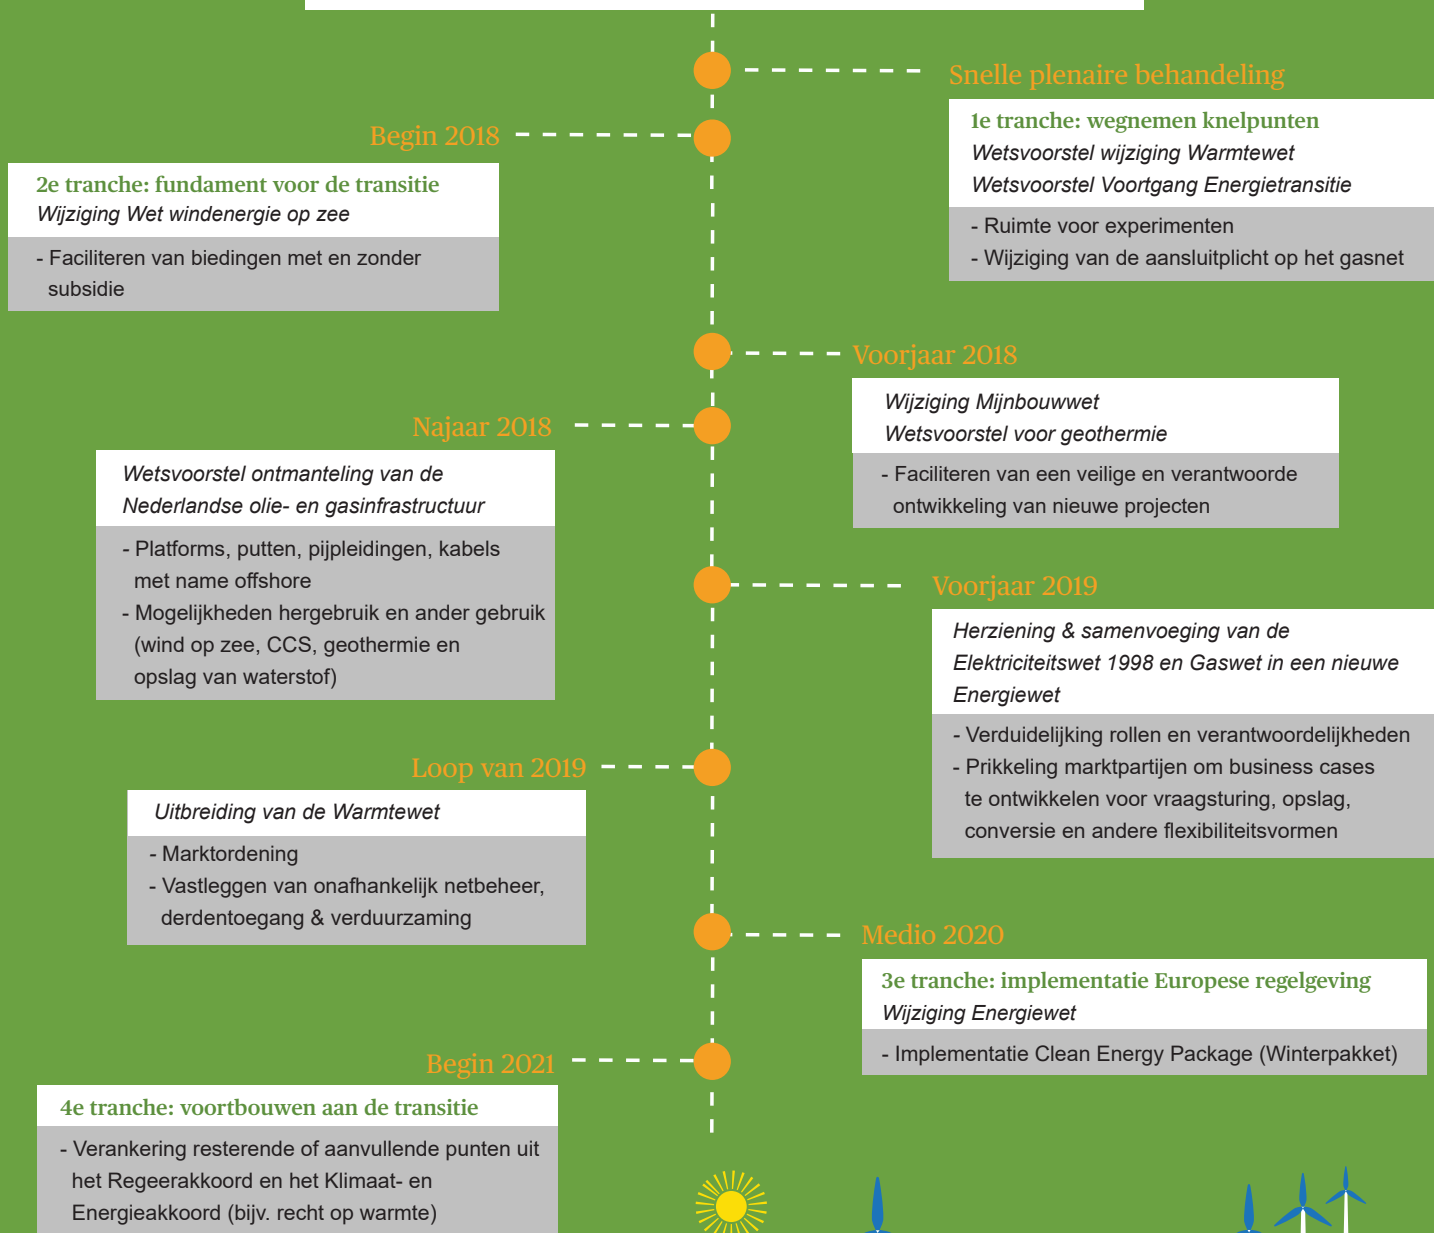 Snelle plenaire behandeling
1e tranche: wegnemen knelpunten
Wetsvoorstel wijziging Warmtewet
Wetsvoorstel Voortgang Energietransitie
- Ruimte voor experimenten
- Wijziging van de aansluitplicht op het gasnet
Begin 2018
2e tranche: fundament voor de transitie
Wijziging Wet windenergie op zee
- Faciliteren van biedingen met en zonder
subsidie
Voorjaar 2018
Wijziging Mijnbouwwet
Wetsvoorstel voor geothermie
- Faciliteren van een veilige en verantwoorde
ontwikkeling van nieuwe projecten
Najaar 2018
Wetsvoorstel ontmanteling van de
Nederlandse olie- en gasinfrastructuur
- Platforms, putten, pijpleidingen, kabels
met name offshore
- Mogelijkheden hergebruik en ander gebruik
(wind op zee, CCS, geothermie en
opslag van waterstof)
Voorjaar 2019
Herziening & samenvoeging van de
Elektriciteitswet 1998 en Gaswet in een nieuwe
Energiewet
- Verduidelijking rollen en verantwoordelijkheden
- Prikkeling marktpartijen om business cases
te ontwikkelen voor vraagsturing, opslag,
conversie en andere flexibiliteitsvormen
Loop van 2019
Uitbreiding van de Warmtewet
- Marktordening
- Vastleggen van onafhankelijk netbeheer,
derdentoegang & verduurzaming
Medio 2020
3e tranche: implementatie Europese regelgeving
Wijziging Energiewet
- Implementatie Clean Energy Package (Winterpakket)
Begin 2021
4e tranche: voortbouwen aan de transitie
- Verankering resterende of aanvullende punten uit
het Regeerakkoord en het Klimaat- en
Energieakkoord (bijv. recht op warmte)